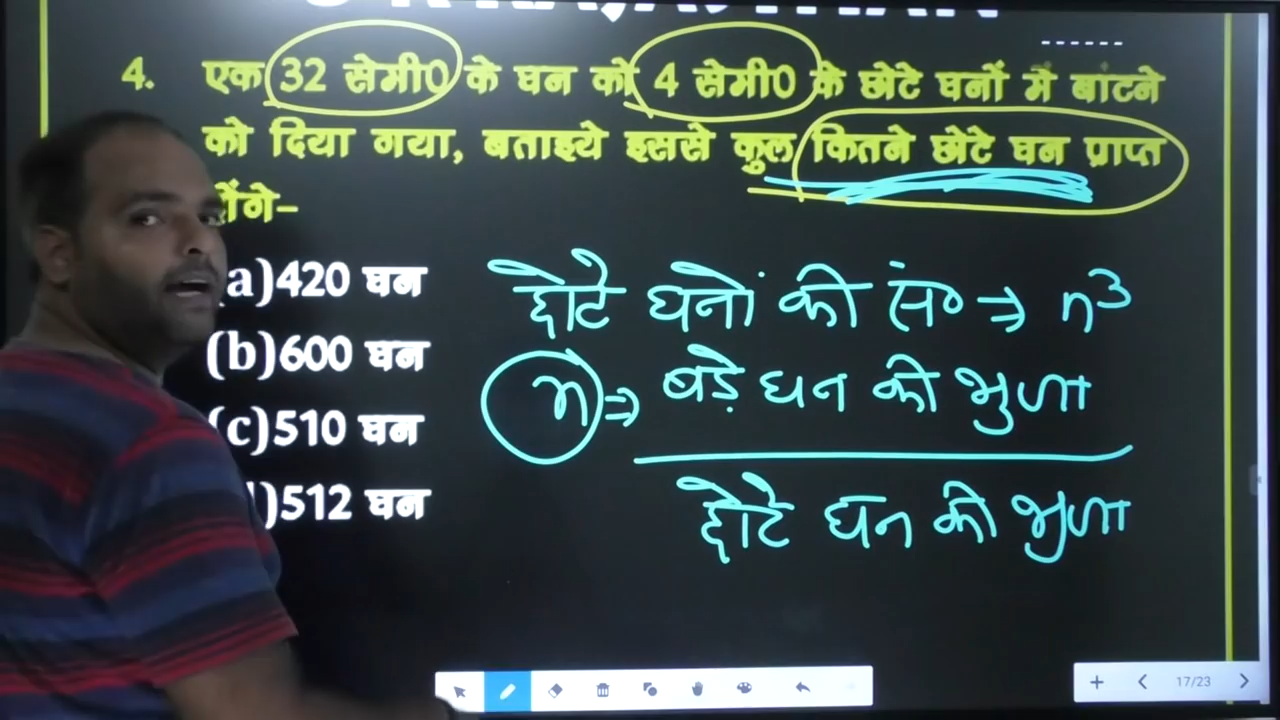 4. एक 32 सेमी0 के घन को 4 सेमी0 के छोटे घनों में बांटने
को दिया गया, बताइये इससे कुल कितने छोटे घन प्राप्त
होंगे-
(a)420 घन
(b)600 घन
(c)510 घन
)512 घन
छोटे घनों की सं० ⇒ n³
n ⇒ बड़े घन की भुजा
छोटे घन की भुजा
17/23